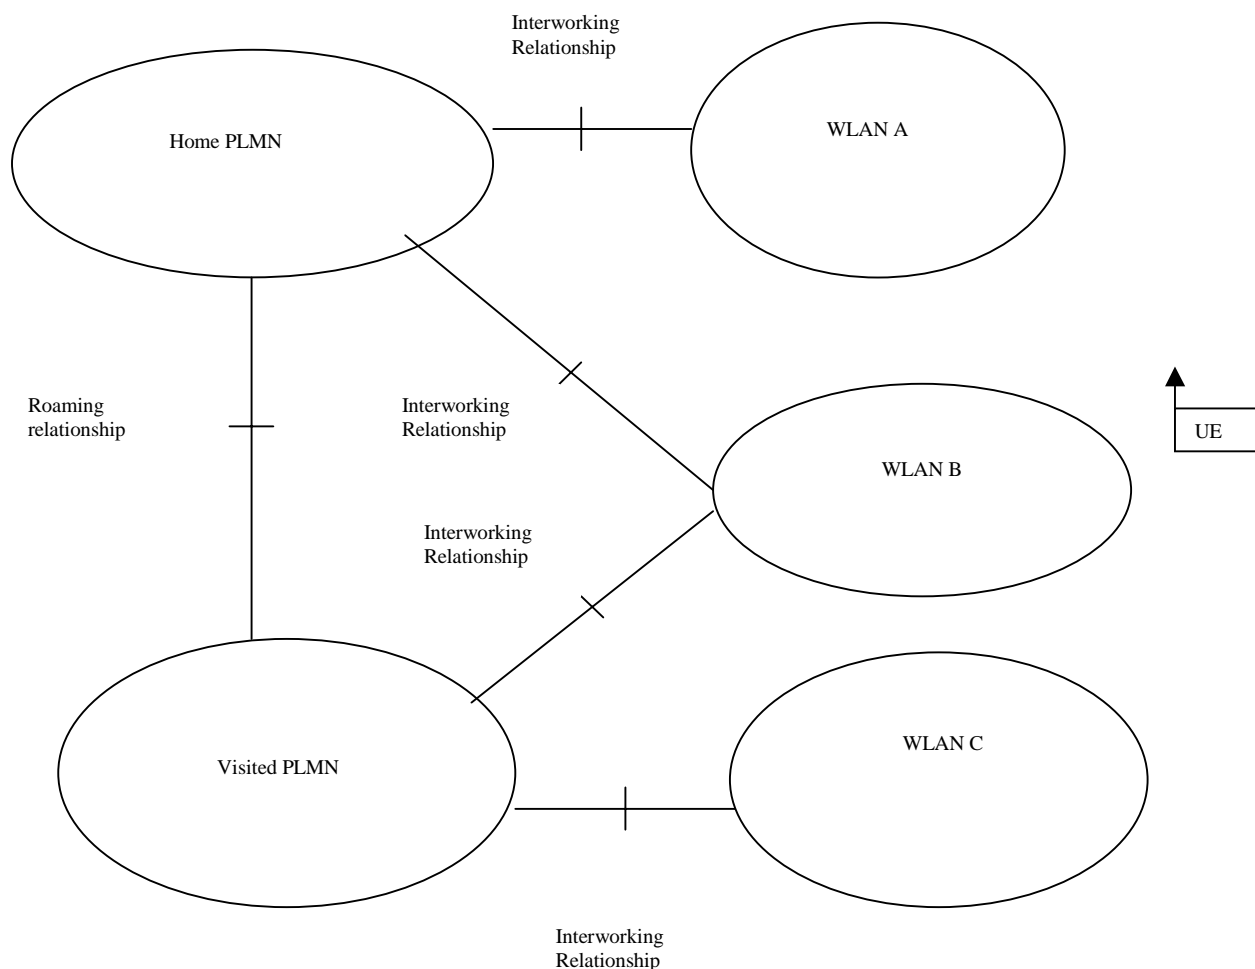 Interworking
Relationship
Home PLMN
WLAN A
Roaming
relationship
Interworking
Relationship
UE
WLAN B
Interworking
Relationship
WLAN C
Visited PLMN
Interworking
Relationship